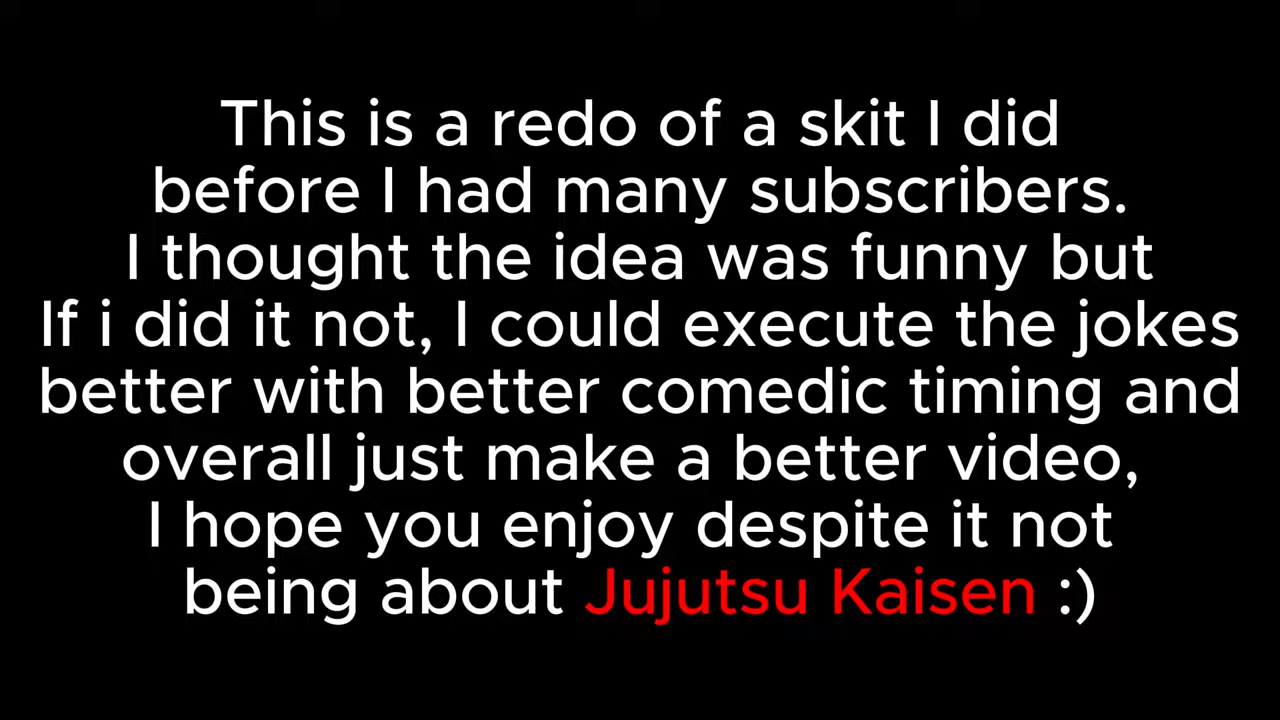 This is a redo of a skit I did
before I had many subscribers.
I thought the idea was funny but
If i did it not, I could execute the jokes
better with better comedic timing and
overall just make a better video,
I hope you enjoy despite it not
being about Jujutsu Kaisen :)